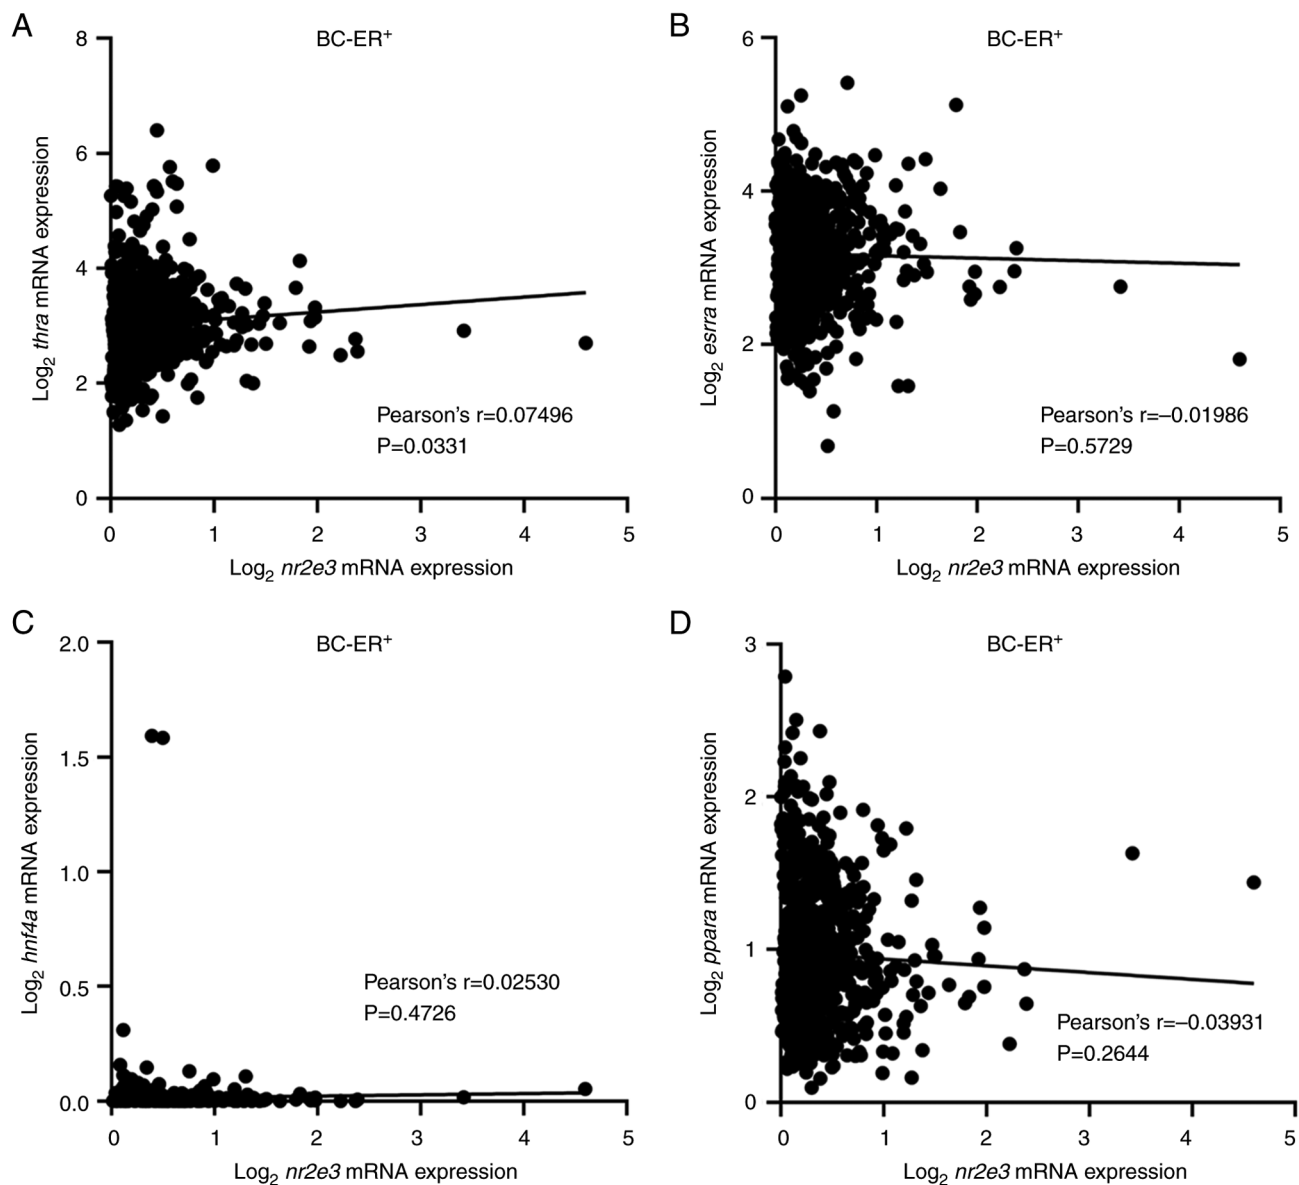 A
BC-ER⁺
8
6
4
2
0
Log₂ thra mRNA expression
Pearson's r=0.07496
P=0.0331
0 1 2 3 4 5
Log₂ nr2e3 mRNA expression
B
BC-ER⁺
6
4
2
0
Log₂ esrra mRNA expression
Pearson's r=–0.01986
P=0.5729
0 1 2 3 4 5
Log₂ nr2e3 mRNA expression
C
BC-ER⁺
2.0
1.5
1.0
0.5
0.0
Log₂ hnf4a mRNA expression
Pearson's r=0.02530
P=0.4726
0 1 2 3 4 5
Log₂ nr2e3 mRNA expression
D
BC-ER⁺
3
2
1
0
Log₂ ppara mRNA expression
Pearson's r=–0.03931
P=0.2644
0 1 2 3 4 5
Log₂ nr2e3 mRNA expression